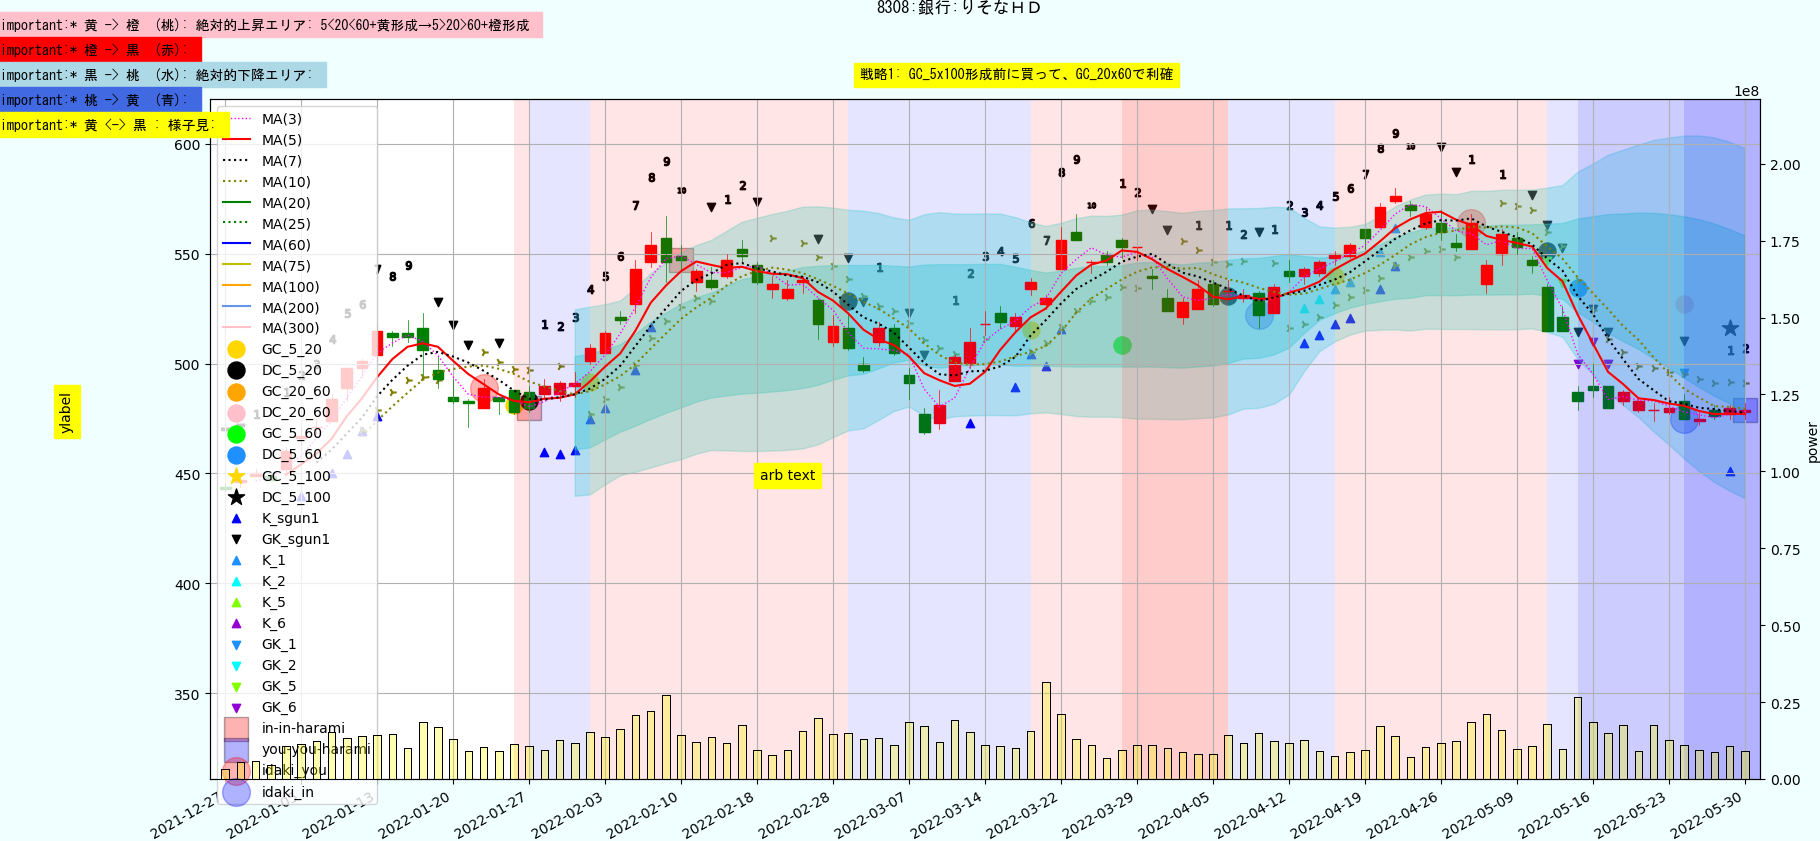 8308:銀行:りそなＨＤ
important:* 黄 -> 橙 (桃): 絶対的上昇エリア: 5<20<60+黄形成→5>20>60+橙形成
important:* 橙 -> 黒 (赤):
important:* 黒 -> 桃 (水): 絶対的下降エリア:
戦略1: GC_5x100形成前に買って、GC_20x60で利確
important:* 桃 -> 黄 (青):
important:* 黄 <-> 黒 : 様子見:
1e8
MA(3)
MA(5)
MA(7)
MA(10)
MA(20)
MA(25)
MA(60)
MA(75)
MA(100)
MA(200)
MA(300)
GC_5_20
DC_5_20
GC_20_60
DC_20_60
GC_5_60
DC_5_60
GC_5_100
DC_5_100
K_sgun1
GK_sgun1
K_1
K_2
K_5
K_6
GK_1
GK_2
GK_5
GK_6
in-in-harami
you-you-harami
idaki_you
idaki_in
600
550
500
450
400
350
ylabel
arb text
2.00
1.75
1.50
1.25
1.00
0.75
0.50
0.25
0.00
power
2021-12-27
2022-01-13
2022-01-20
2022-01-27
2022-02-03
2022-02-10
2022-02-18
2022-02-28
2022-03-07
2022-03-14
2022-03-22
2022-03-29
2022-04-05
2022-04-12
2022-04-19
2022-04-26
2022-05-09
2022-05-16
2022-05-23
2022-05-30